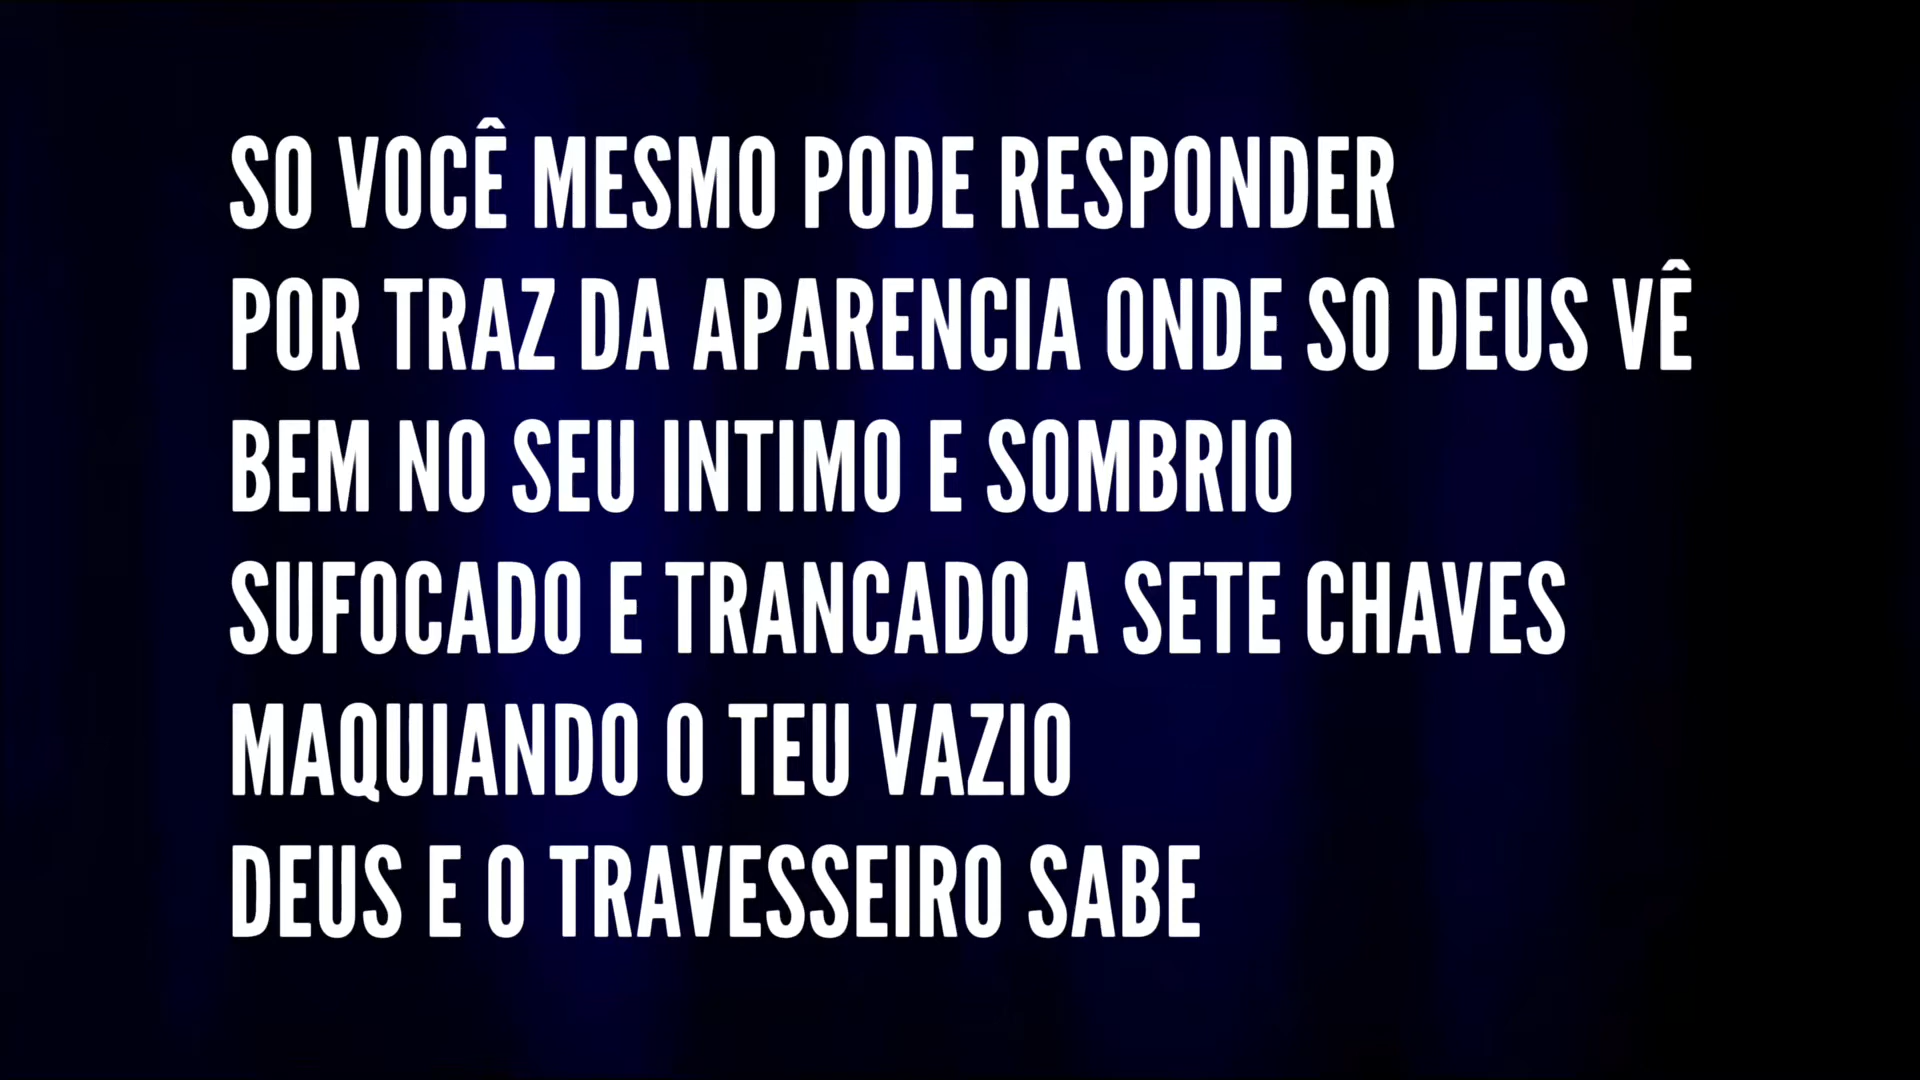 SO VOCÊ MESMO PODE RESPONDER
POR TRAZ DA APARENCIA ONDE SO DEUS VÊ
BEM NO SEU INTIMO E SOMBRIO
SUFOCADO E TRANCADO A SETE CHAVES
MAQUIANDO O TEU VAZIO
DEUS E O TRAVESSEIRO SABE